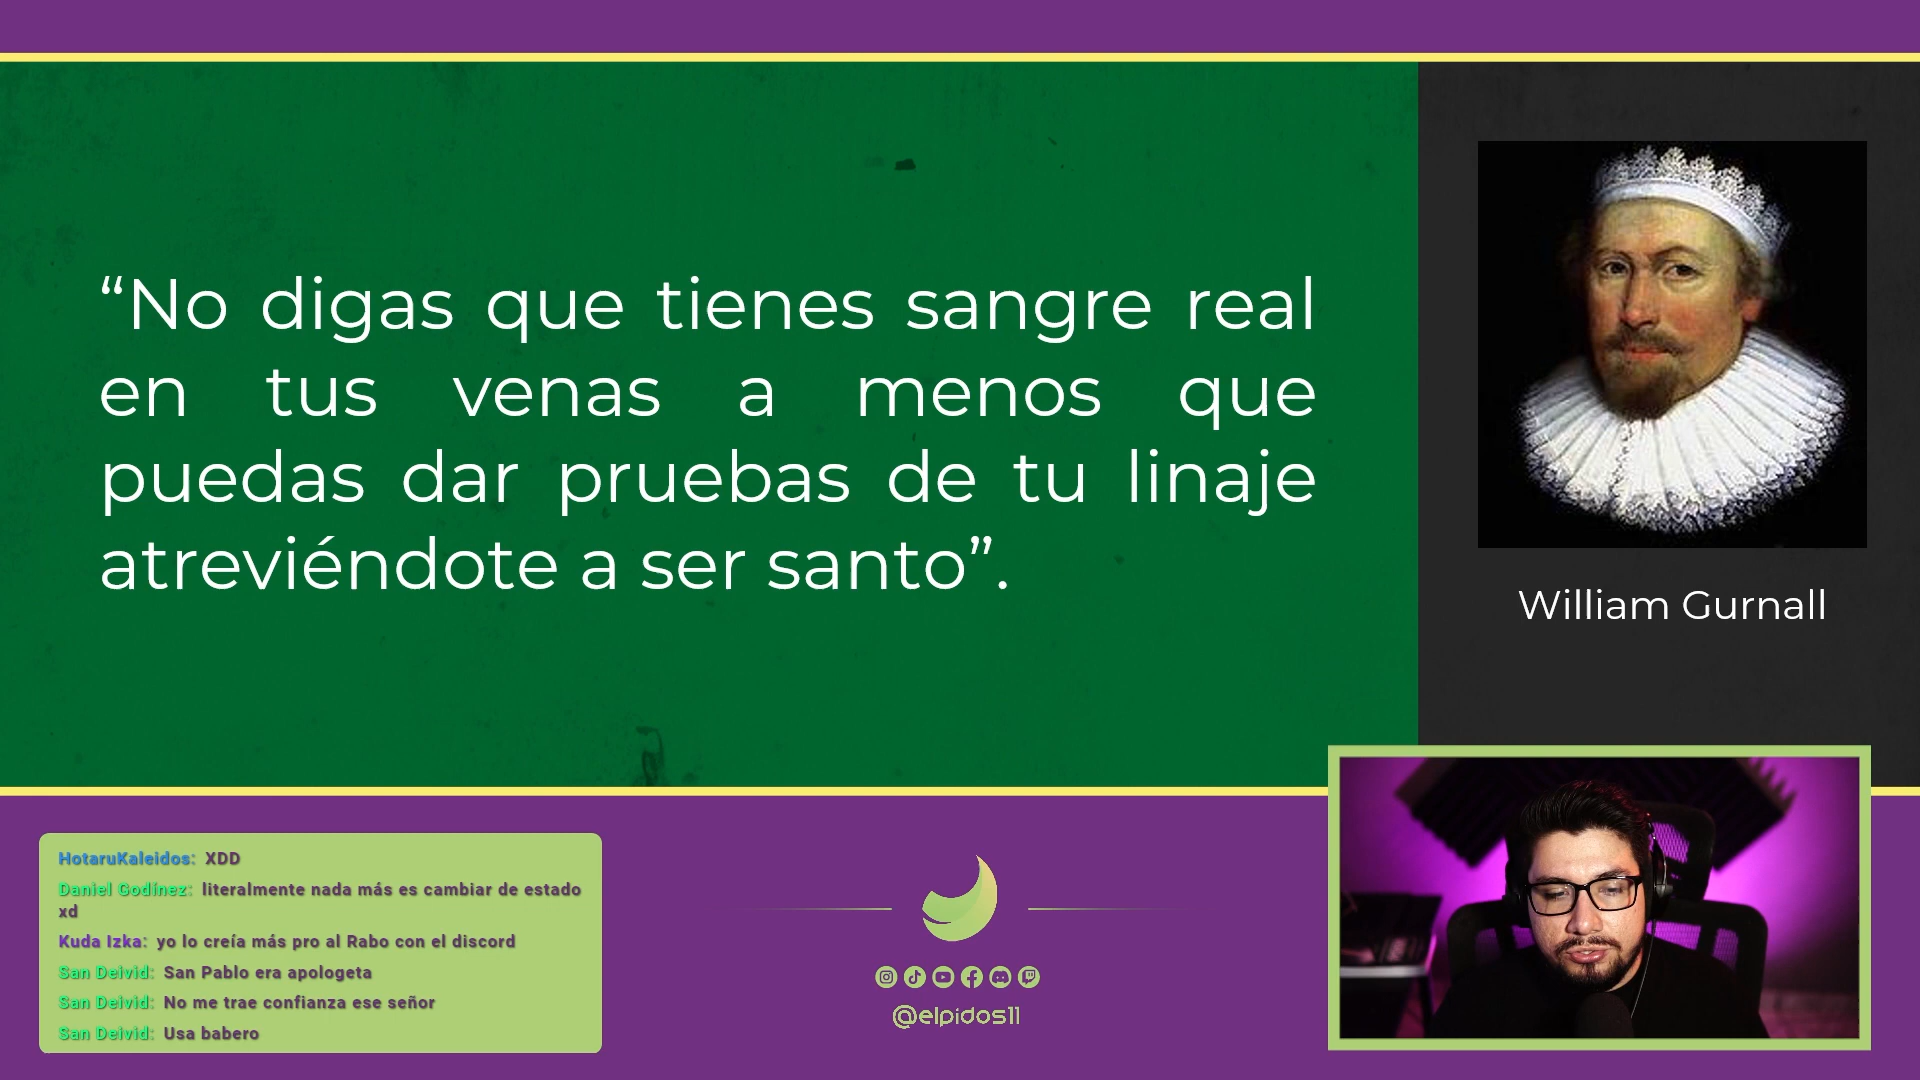 “No digas que tienes sangre real
en tus venas a menos que
puedas dar pruebas de tu linaje
atreviéndote a ser santo”.
William Gurnall
HotaruKaleidos: XDD
Daniel Godínez: literalmente nada más es cambiar de estado
xd
Kuda Izka: yo lo creía más pro al Rabo con el discord
San Deivid: San Pablo era apologeta
San Deivid: No me trae confianza ese señor
San Deivid: Usa babero
@elpidos11